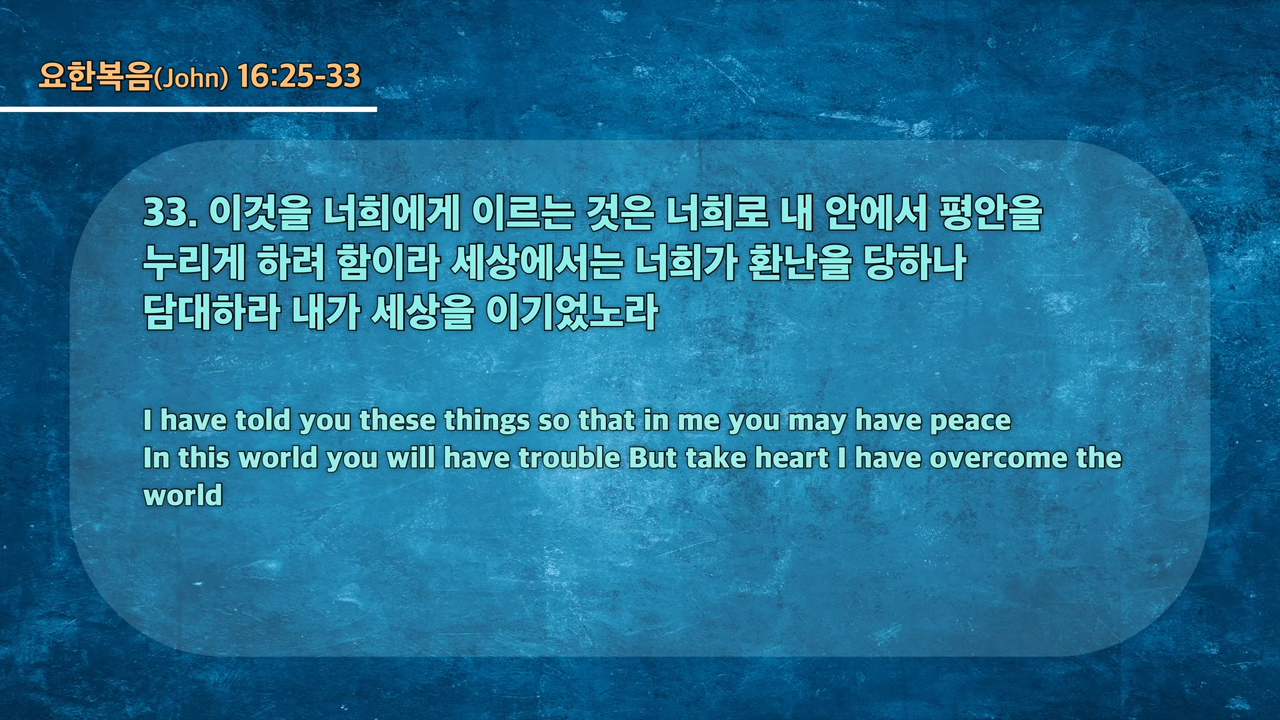 요한복음(John) 16:25-33
33. 이것을 너희에게 이르는 것은 너희로 내 안에서 평안을
누리게 하려 함이라 세상에서는 너희가 환난을 당하나
담대하라 내가 세상을 이기었노라
I have told you these things so that in me you may have peace
In this world you will have trouble But take heart I have overcome the
world